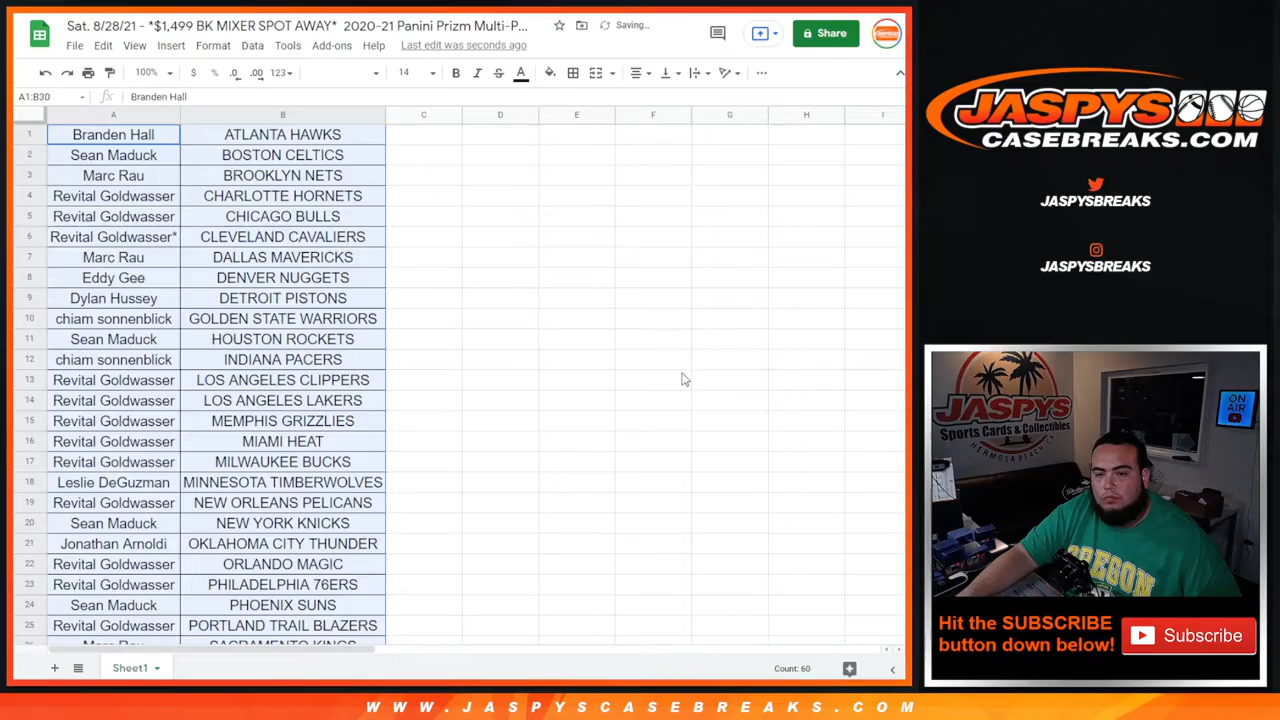 Sat. 8/28/21 - *$1,499 BK MIXER SPOT AWAY* 2020-21 Panini Prizm Multi-P...
Saving...
Share
File Edit View Insert Format Data Tools Add-ons Help Last edit was seconds ago
100% $ % .0 .00 123 14 B I S A
A1:B30 fx Branden Hall
A B C D E F G H I
1 Branden Hall ATLANTA HAWKS
2 Sean Maduck BOSTON CELTICS
3 Marc Rau BROOKLYN NETS
4 Revital Goldwasser CHARLOTTE HORNETS
5 Revital Goldwasser CHICAGO BULLS
6 Revital Goldwasser* CLEVELAND CAVALIERS
7 Marc Rau DALLAS MAVERICKS
8 Eddy Gee DENVER NUGGETS
9 Dylan Hussey DETROIT PISTONS
10 chiam sonnenblick GOLDEN STATE WARRIORS
11 Sean Maduck HOUSTON ROCKETS
12 chiam sonnenblick INDIANA PACERS
13 Revital Goldwasser LOS ANGELES CLIPPERS
14 Revital Goldwasser LOS ANGELES LAKERS
15 Revital Goldwasser MEMPHIS GRIZZLIES
16 Revital Goldwasser MIAMI HEAT
17 Revital Goldwasser MILWAUKEE BUCKS
18 Leslie DeGuzman MINNESOTA TIMBERWOLVES
19 Revital Goldwasser NEW ORLEANS PELICANS
20 Sean Maduck NEW YORK KNICKS
21 Jonathan Arnoldi OKLAHOMA CITY THUNDER
22 Revital Goldwasser ORLANDO MAGIC
23 Revital Goldwasser PHILADELPHIA 76ERS
24 Sean Maduck PHOENIX SUNS
25 Revital Goldwasser PORTLAND TRAIL BLAZERS
Marc Rau SACRAMENTO KINGS
Sheet1
Count: 60
JASPYS
CASEBREAKS.COM
JASPYSBREAKS
JASPYSBREAKS
JASPYS
Sports Cards & Collectibles
HERMOSA BEACH, CA
ON AIR
OREGON
Hit the SUBSCRIBE
button down below!
Subscribe
WWW.JASPYSCASEBREAKS.COM